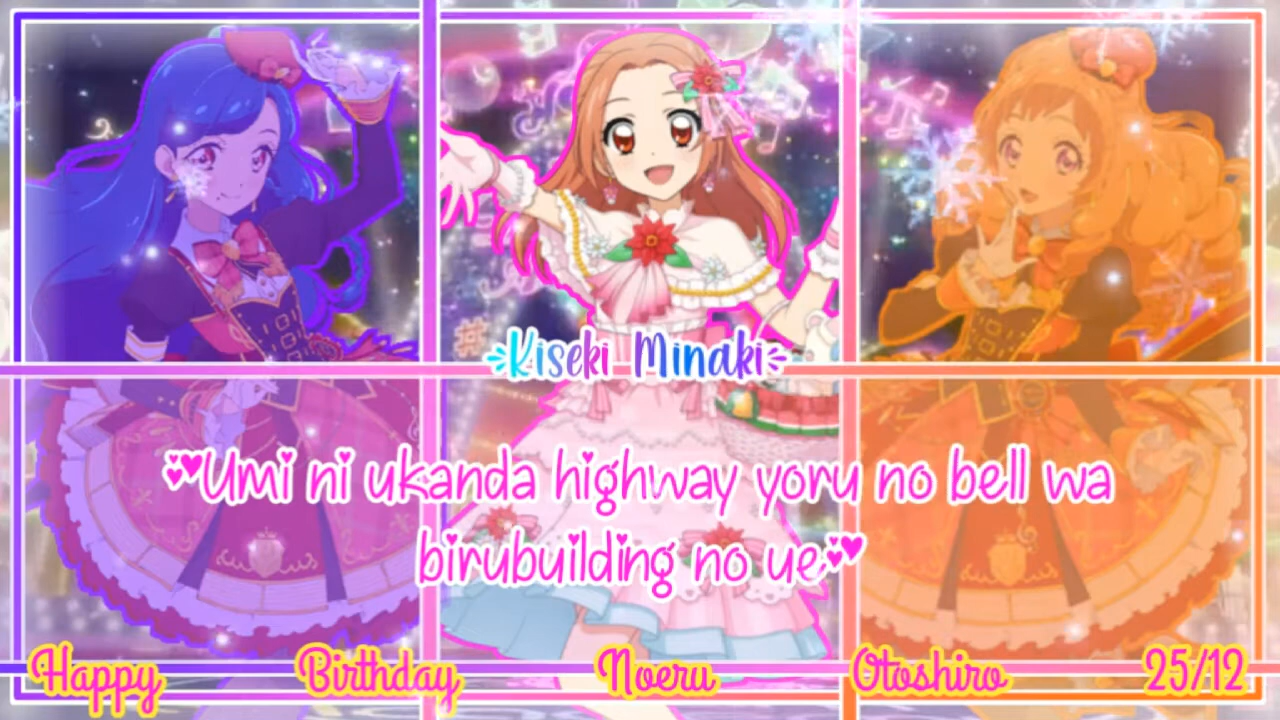 Kiseki Minaki
Umi ni ukanda highway yoru no bell wa
birubuilding no ue
Happy Birthday Noeru Otoshiro 25/12